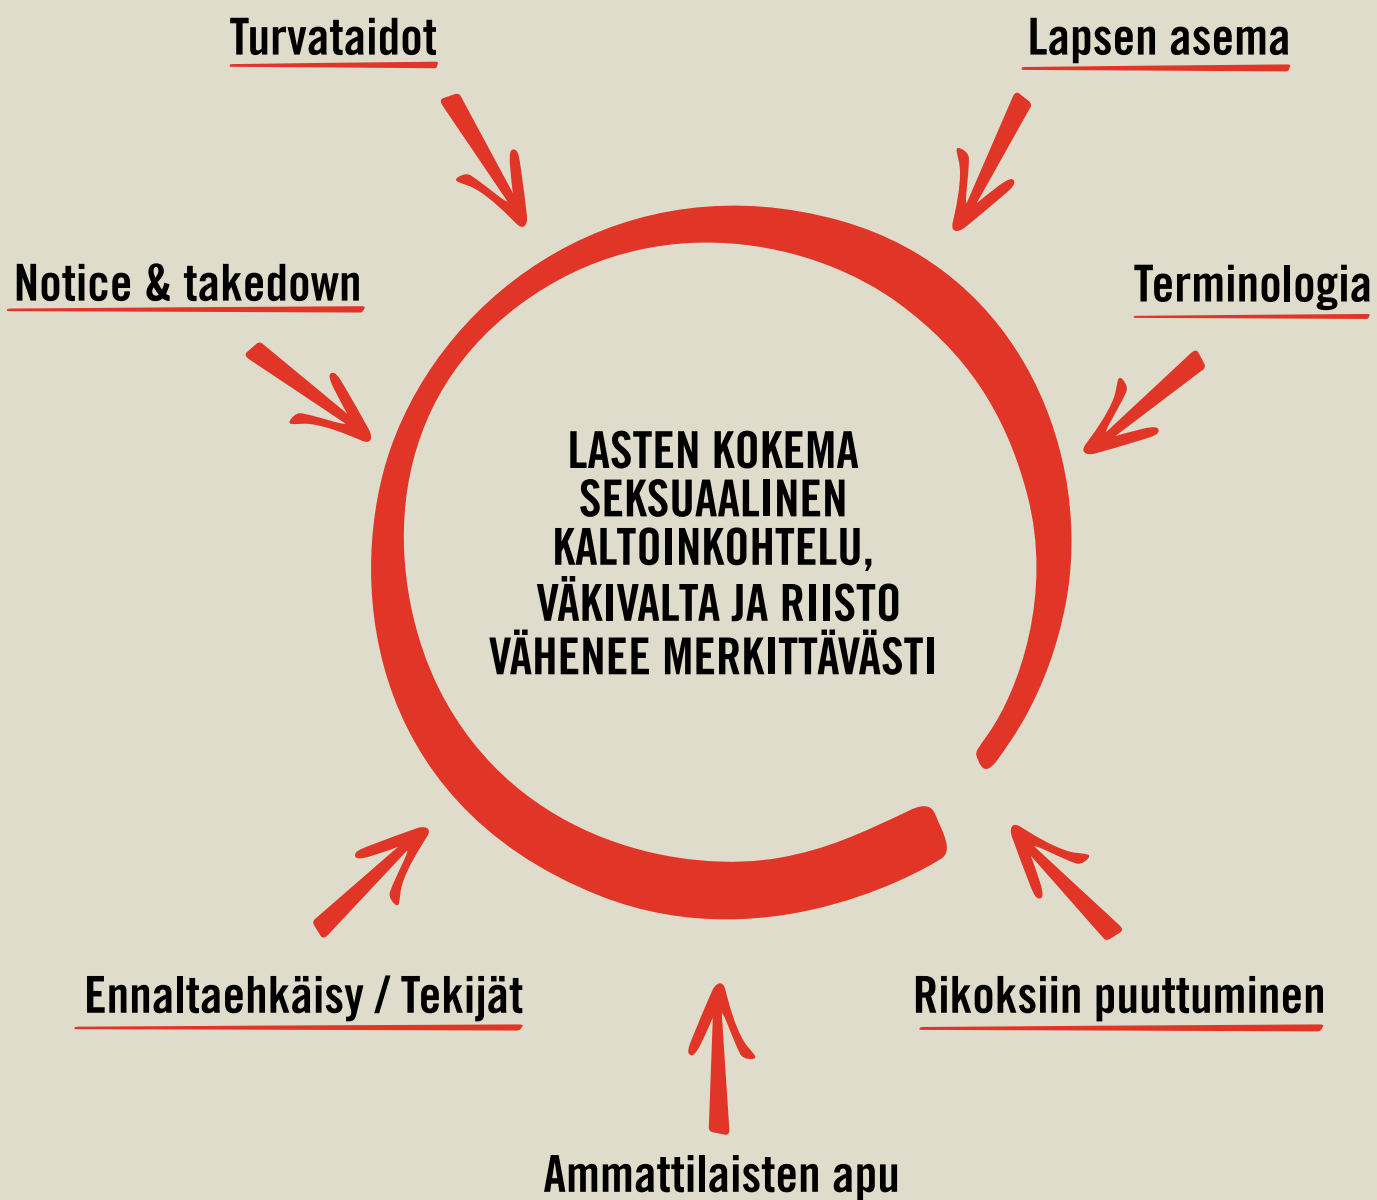 Turvataidot
Lapsen asema
Notice & takedown
Terminologia
LASTEN KOKEMA
SEKSUAALINEN
KALTOINKOHTELU,
VÄKIVALTA JA RIISTO
VÄHENEE MERKITTÄVÄSTI
Ennaltaehkäisy / Tekijät
Rikoksiin puuttuminen
Ammattilaisten apu